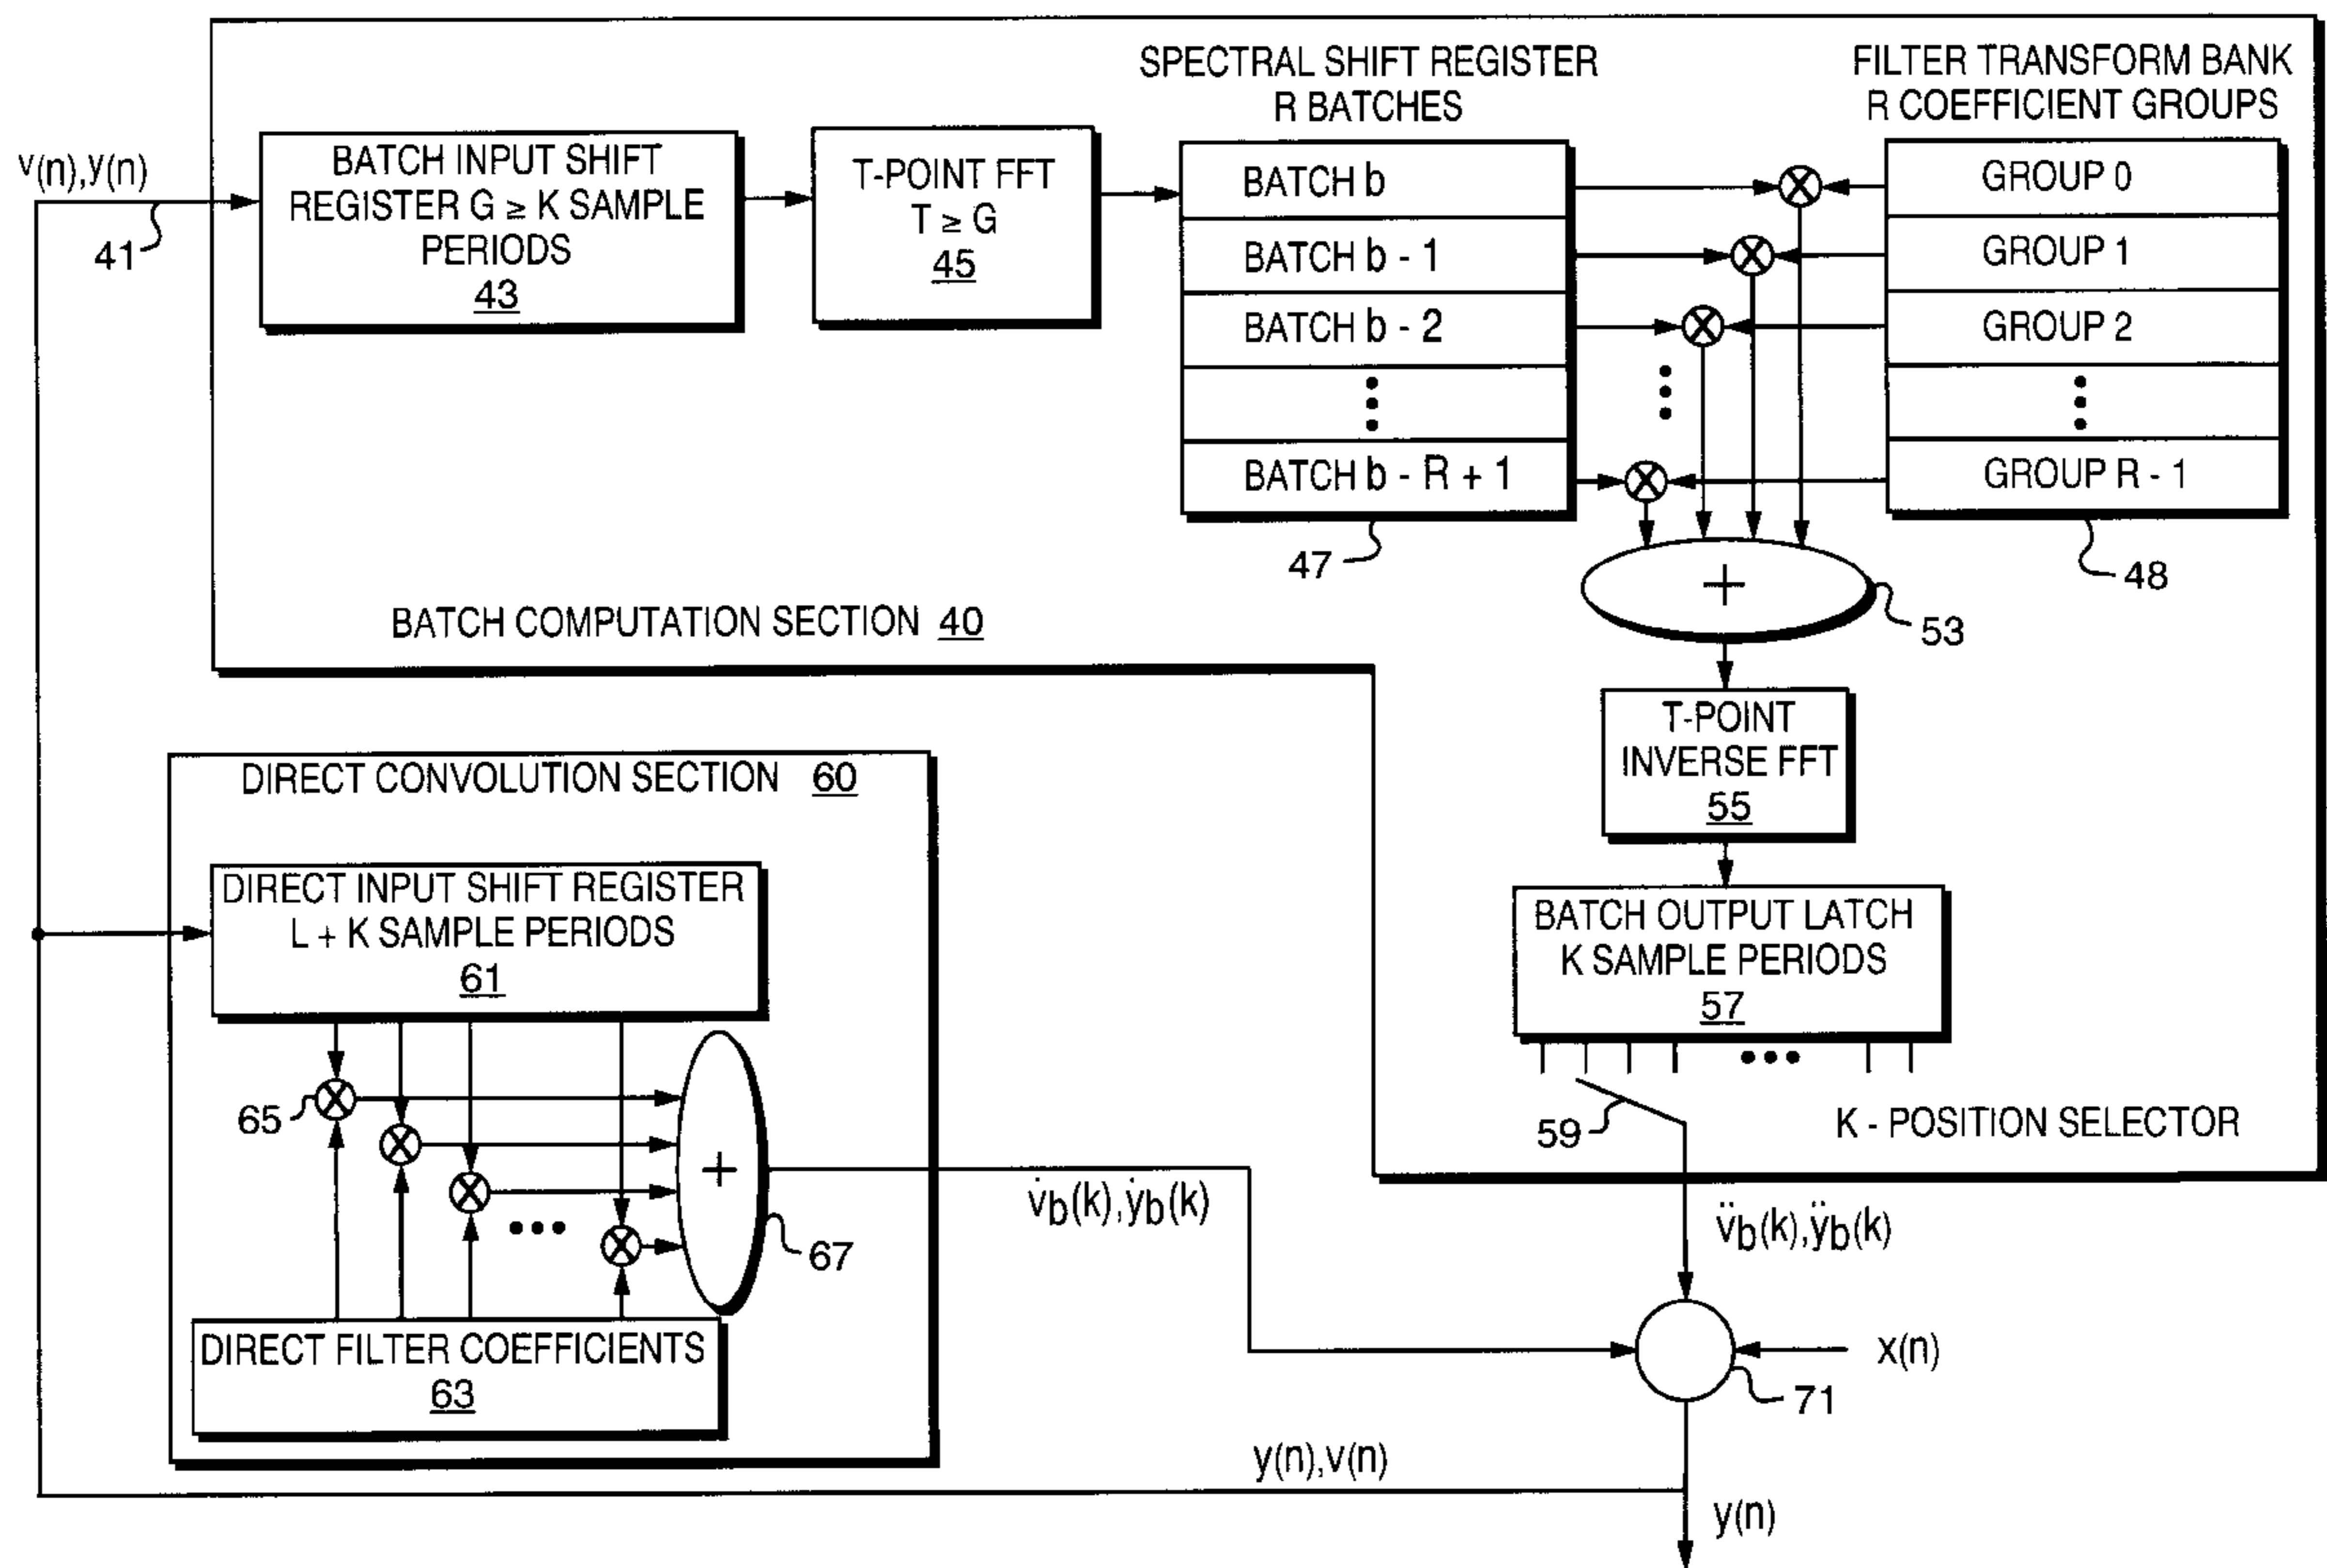 SPECTRAL SHIFT REGISTER
R BATCHES
FILTER TRANSFORM BANK
R COEFFICIENT GROUPS
v(n),y(n)
41
BATCH INPUT SHIFT
REGISTER G ≥ K SAMPLE
PERIODS
43
T-POINT FFT
T ≥ G
45
BATCH b
BATCH b - 1
BATCH b - 2
BATCH b - R + 1
47
GROUP 0
GROUP 1
GROUP 2
GROUP R - 1
48
+
53
BATCH COMPUTATION SECTION 40
T-POINT
INVERSE FFT
55
BATCH OUTPUT LATCH
K SAMPLE PERIODS
57
59
K - POSITION SELECTOR
DIRECT CONVOLUTION SECTION 60
DIRECT INPUT SHIFT REGISTER
L + K SAMPLE PERIODS
61
65
+
67
DIRECT FILTER COEFFICIENTS
63
v̇b(k),ẏb(k)
v̈b(k),ÿb(k)
x(n)
71
y(n),v(n)
y(n)